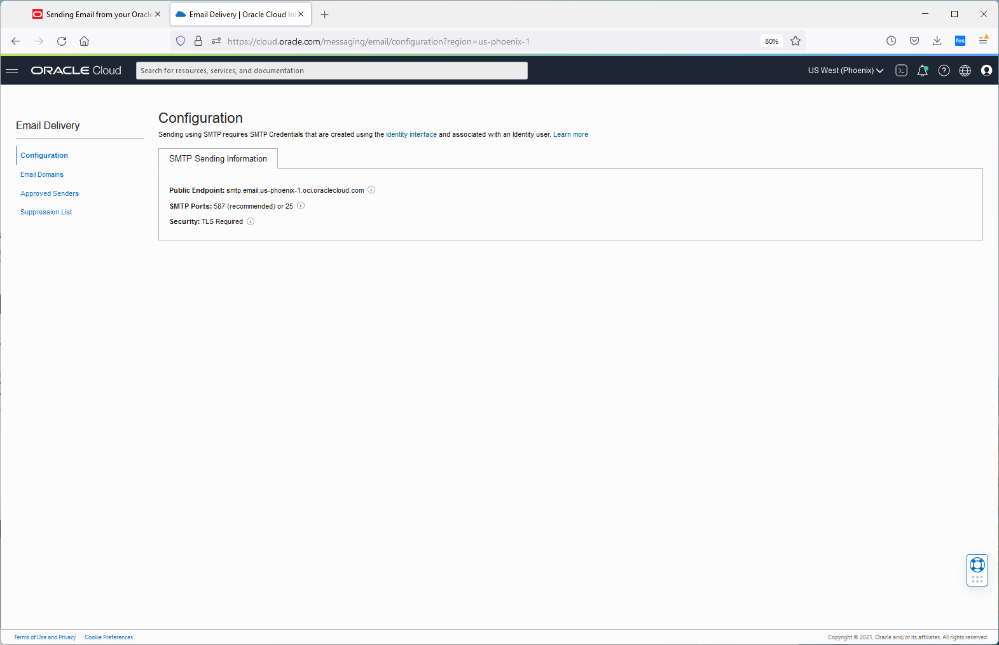 Sending Email from your Oracle
Email Delivery | Oracle Cloud In
https://cloud.oracle.com/messaging/email/configuration?region=us-phoenix-1
80%
fos
ORACLE Cloud
Search for resources, services, and documentation
US West (Phoenix)
Email Delivery
Configuration
Email Domains
Approved Senders
Suppression List
Configuration
Sending using SMTP requires SMTP Credentials that are created using the Identity interface and associated with an Identity user. Learn more
SMTP Sending Information
Public Endpoint: smtp.email.us-phoenix-1.oci.oraclecloud.com
SMTP Ports: 587 (recommended) or 25
Security: TLS Required
Terms of Use and Privacy
Cookie Preferences
Copyright © 2021, Oracle and/or its affiliates. All rights reserved.